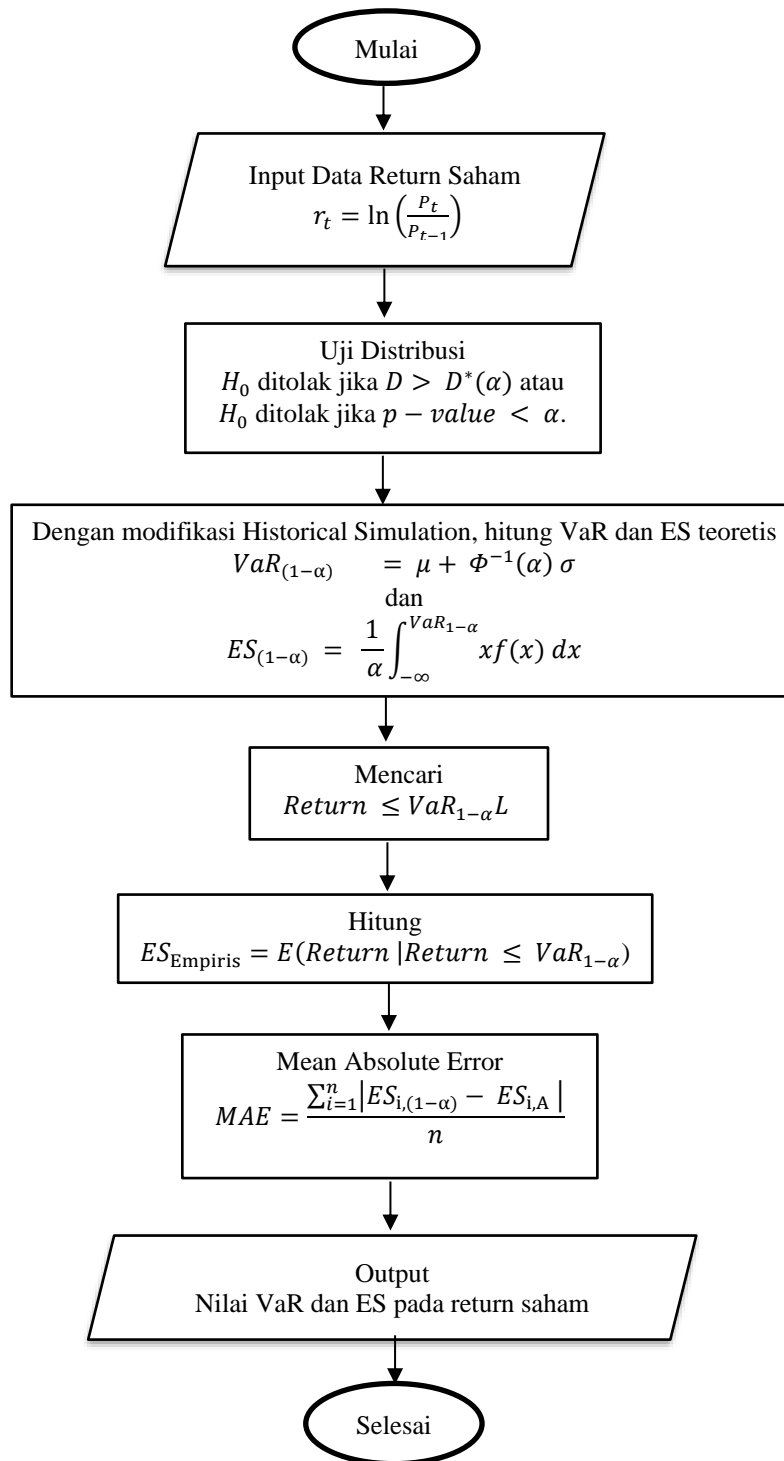 Mulai
Input Data Return Saham
r_t = ln (P_t / P_{t−1})
Uji Distribusi
H_0 ditolak jika D > D*(α) atau
H_0 ditolak jika p − value < α.
Dengan modifikasi Historical Simulation, hitung VaR dan ES teoretis
VaR_{(1−α)} = μ + Φ^{−1}(α) σ
dan
ES_{(1−α)} = 1/α ∫_{−∞}^{VaR_{1−α}} xf(x) dx
Mencari
Return ≤ VaR_{1−α}L
Hitung
ES_{Empiris} = E(Return |Return ≤ VaR_{1−α})
Mean Absolute Error
MAE = ∑_{i=1}^{n}|ES_{i,(1−α)} − ES_{i,A} | / n
Output
Nilai VaR dan ES pada return saham
Selesai